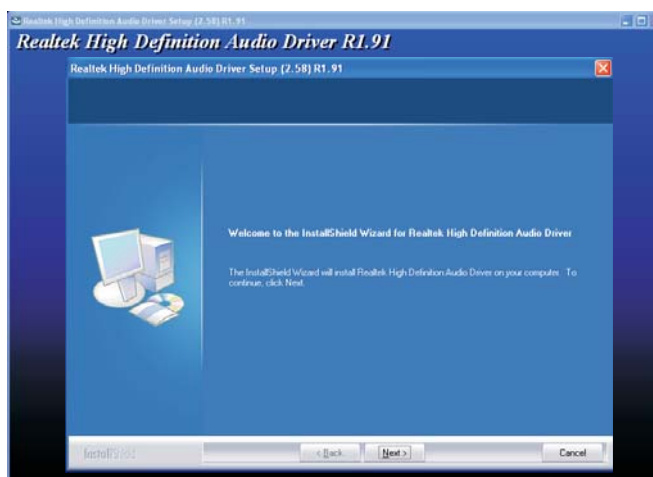 Realtek High Definition Audio Driver Setup (2.58) R1.91
Realtek High Definition Audio Driver R1.91
Realtek High Definition Audio Driver Setup (2.58) R1.91
Welcome to the InstallShield Wizard for Realtek High Definition Audio Driver
The InstallShield Wizard will install Realtek High Definition Audio Driver on your computer. To
continue, click Next.
InstallShield
< Back
Next >
Cancel